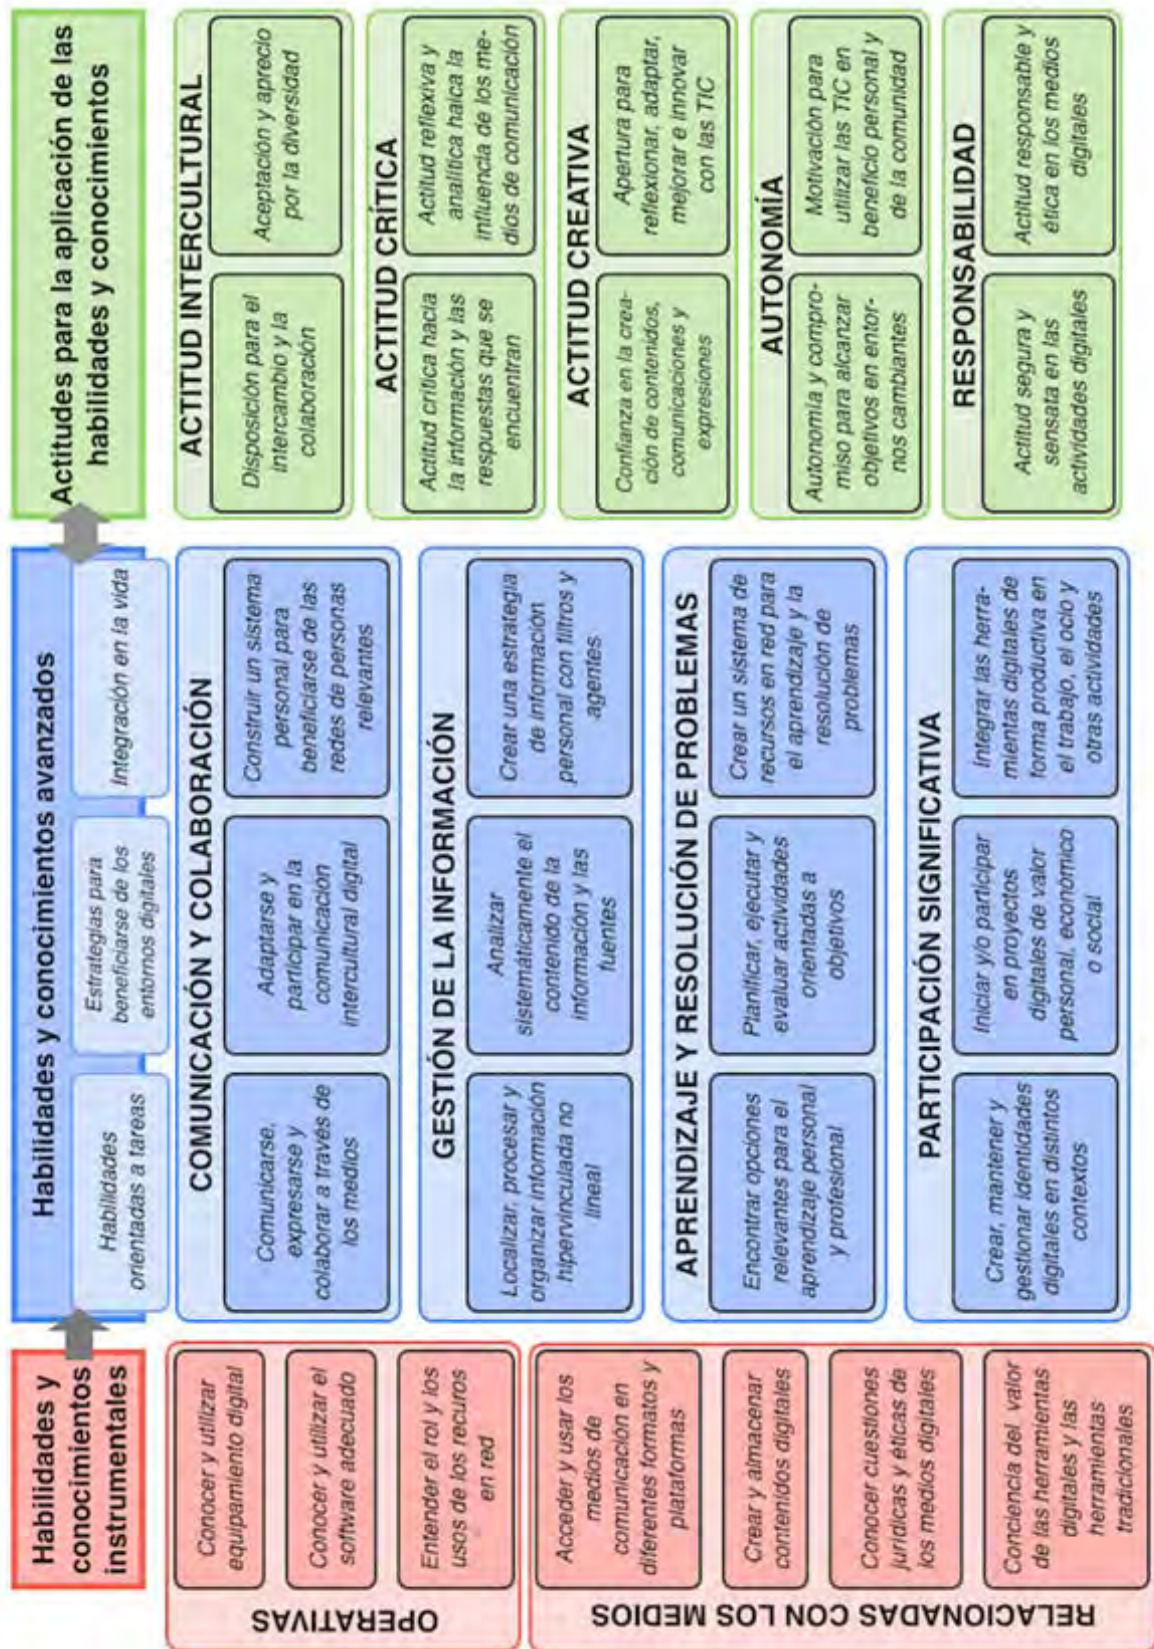 Habilidades y
conocimientos
instrumentales
OPERATIVAS
Conocer y utilizar
equipamiento digital
Conocer y utilizar el
software adecuado
Entender el rol y los
usos de los recuros
en red
RELACIONADAS CON LOS MEDIOS
Acceder y usar los
medios de
comunicación en
diferentes formatos y
plataformas
Crear y almacenar
contenidos digitales
Conocer cuestiones
jurídicas y éticas de
los medios digitales
Conciencia del valor
de las herramientas
digitales y las
herramientas
tradicionales
Habilidades y conocimientos avanzados
Habilidades
orientadas a tareas
Estrategias para
beneficiarse de los
entornos digitales
Integración en la vida
COMUNICACIÓN Y COLABORACIÓN
Comunicarse,
expresarse y
colaborar a través de
los medios
Adaptarse y
participar en la
comunicación
intercultural digital
Construir un sistema
personal para
beneficiarse de las
redes de personas
relevantes
GESTIÓN DE LA INFORMACIÓN
Localizar, procesar y
organizar información
hipervinculada no
lineal
Analizar
sistemáticamente el
contenido de la
información y las
fuentes
Crear una estrategia
de información
personal con filtros y
agentes
APRENDIZAJE Y RESOLUCIÓN DE PROBLEMAS
Encontrar opciones
relevantes para el
aprendizaje personal
y profesional
Planificar, ejecutar y
evaluar actividades
orientadas a
objetivos
Crear un sistema de
recursos en red para
el aprendizaje y la
resolución de
problemas
PARTICIPACIÓN SIGNIFICATIVA
Crear, mantener y
gestionar identidades
digitales en distintos
contextos
Iniciar y/o participar
en proyectos
digitales de valor
personal, económico
o social
Integrar las herra-
mientas digitales de
forma productiva en
el trabajo, el ocio y
otras actividades
Actitudes para la aplicación de las
habilidades y conocimientos
ACTITUD INTERCULTURAL
Disposición para el
intercambio y la
colaboración
Aceptación y aprecio
por la diversidad
ACTITUD CRÍTICA
Actitud crítica hacia
la información y las
respuestas que se
encuentran
Actitud reflexiva y
analítica haica la
influencia de los me-
dios de comunicación
ACTITUD CREATIVA
Confianza en la crea-
ción de contenidos,
comunicaciones y
expresiones
Apertura para
reflexionar, adaptar,
mejorar e innovar
con las TIC
AUTONOMÍA
Autonomía y compro-
miso para alcanzar
objetivos en entor-
nos cambiantes
Motivación para
utilizar las TIC en
beneficio personal y
de la comunidad
RESPONSABILIDAD
Actitud segura y
sensata en las
actividades digitales
Actitud responsable y
ética en los medios
digitales